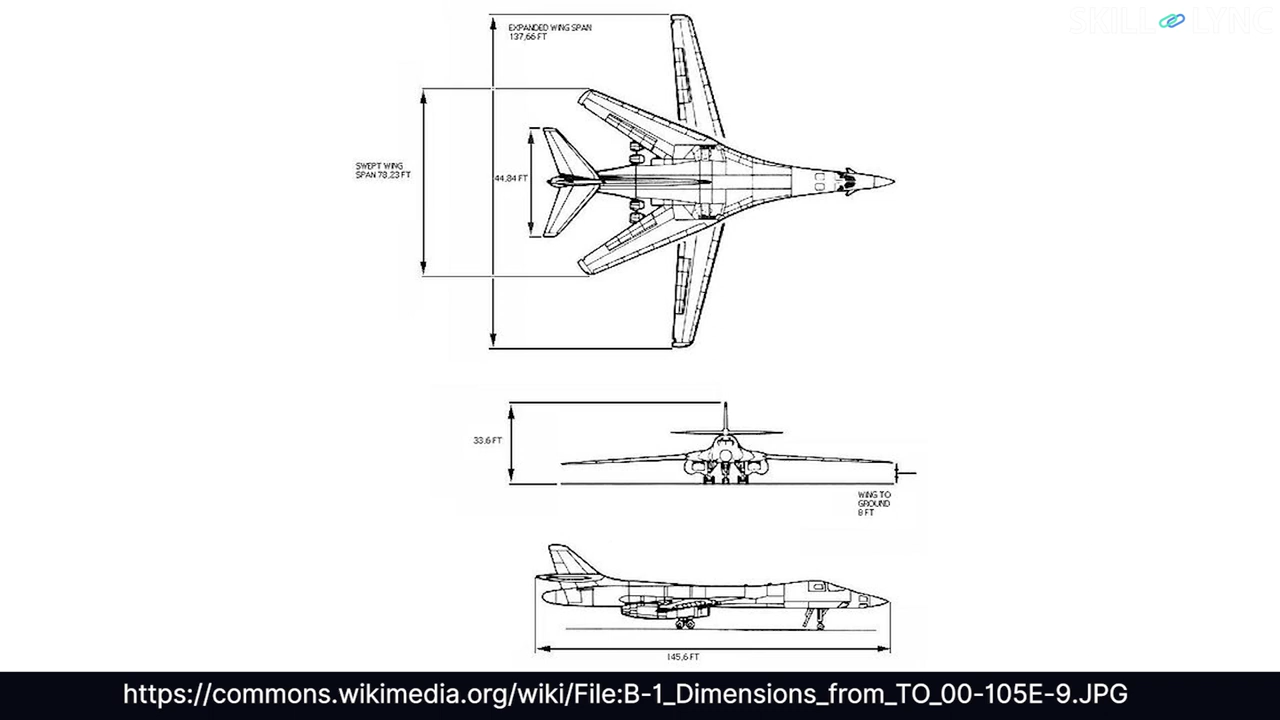 SKILL LYNC
EXPANDED WING SPAN
137,66 FT
SWEPT WING
SPAN 78,23 FT
44,84 FT
33,6 FT
WING TO
GROUND
8 FT
145,6 FT
https://commons.wikimedia.org/wiki/File:B-1_Dimensions_from_TO_00-105E-9.JPG